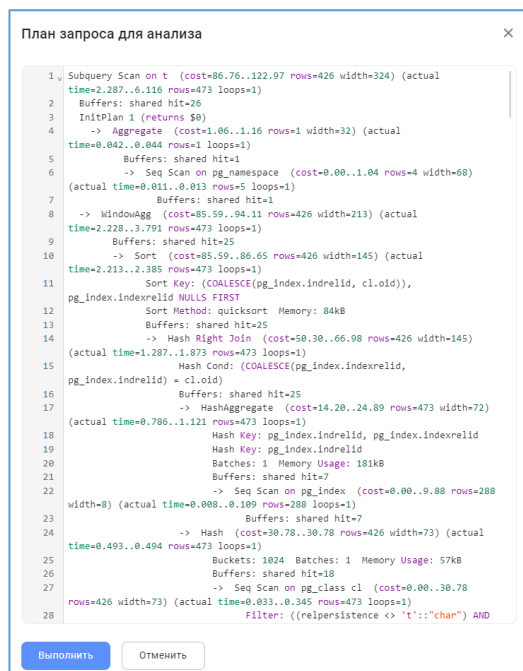 План запроса для анализа
1 Subquery Scan on t  (cost=86.76..122.97 rows=426 width=324) (actual
time=2.287..6.116 rows=473 loops=1)
2   Buffers: shared hit=26
3   InitPlan 1 (returns $0)
4     ->  Aggregate  (cost=1.06..1.16 rows=1 width=32) (actual
time=0.042..0.044 rows=1 loops=1)
5           Buffers: shared hit=1
6           ->  Seq Scan on pg_namespace  (cost=0.00..1.04 rows=4 width=68)
(actual time=0.011..0.013 rows=5 loops=1)
7                 Buffers: shared hit=1
8   ->  WindowAgg  (cost=85.59..94.11 rows=426 width=213) (actual
time=2.228..3.791 rows=473 loops=1)
9         Buffers: shared hit=25
10         ->  Sort  (cost=85.59..86.65 rows=426 width=145) (actual
time=2.213..2.385 rows=473 loops=1)
11               Sort Key: (COALESCE(pg_index.indrelid, cl.oid)),
pg_index.indexrelid NULLS FIRST
12               Sort Method: quicksort  Memory: 84kB
13               Buffers: shared hit=25
14               ->  Hash Right Join  (cost=50.30..66.98 rows=426 width=145)
(actual time=1.287..1.873 rows=473 loops=1)
15                     Hash Cond: (COALESCE(pg_index.indexrelid,
pg_index.indrelid) = cl.oid)
16                     Buffers: shared hit=25
17                     ->  HashAggregate  (cost=14.20..24.89 rows=473 width=72)
(actual time=0.786..1.121 rows=473 loops=1)
18                           Hash Key: pg_index.indrelid, pg_index.indexrelid
19                           Hash Key: pg_index.indrelid
20                           Batches: 1  Memory Usage: 181kB
21                           Buffers: shared hit=7
22                           ->  Seq Scan on pg_index  (cost=0.00..9.88 rows=288
width=8) (actual time=0.008..0.109 rows=288 loops=1)
23                                 Buffers: shared hit=7
24                     ->  Hash  (cost=30.78..30.78 rows=426 width=73) (actual
time=0.493..0.494 rows=473 loops=1)
25                           Buckets: 1024  Batches: 1  Memory Usage: 57kB
26                           Buffers: shared hit=18
27                           ->  Seq Scan on pg_class cl  (cost=0.00..30.78
rows=426 width=73) (actual time=0.033..0.345 rows=473 loops=1)
28                                 Filter: ((relpersistence <> 't'::"char") AND
Выполнить
Отменить